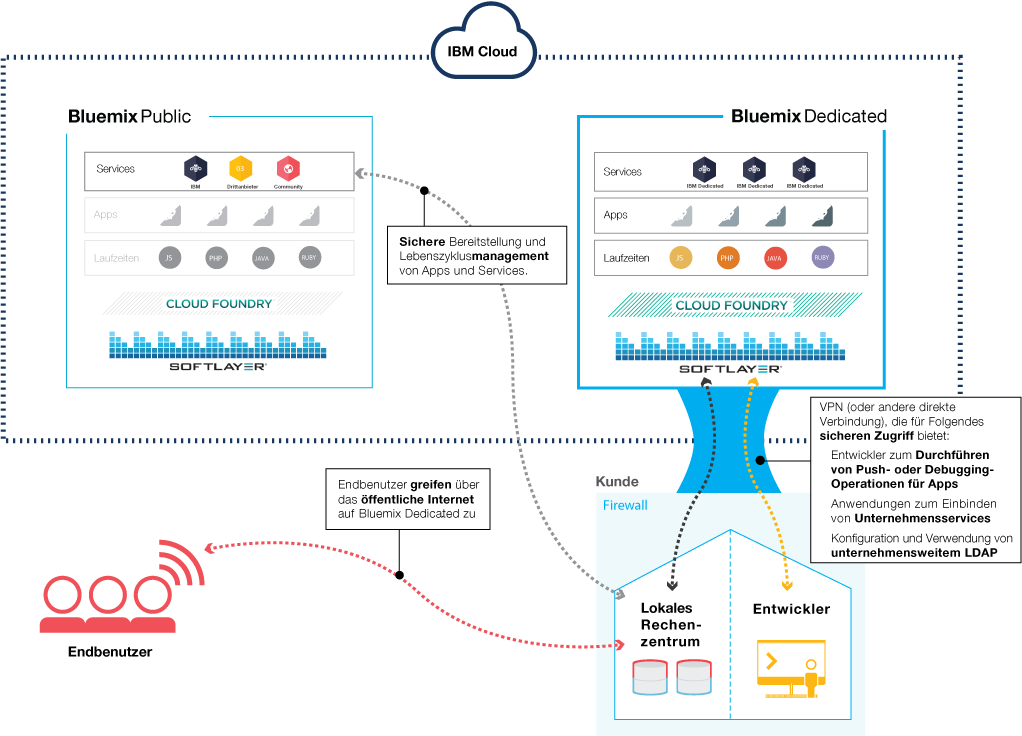 IBM Cloud
Bluemix Public
Services
IBM
Drittanbieter
Community
Apps
Laufzeiten
JS
PHP
JAVA
RUBY
CLOUD FOUNDRY
SOFTLAYER
Bluemix Dedicated
Services
IBM Dedicated
IBM Dedicated
IBM Dedicated
Apps
Laufzeiten
JS
PHP
JAVA
RUBY
CLOUD FOUNDRY
SOFTLAYER
Sichere Bereitstellung und
Lebenszyklusmanagement
von Apps und Services.
VPN (oder andere direkte
Verbindung), die für Folgendes
sicheren Zugriff bietet:
Entwickler zum Durchführen
von Push- oder Debugging-
Operationen für Apps
Anwendungen zum Einbinden
von Unternehmensservices
Konfiguration und Verwendung von
unternehmensweitem LDAP
Endbenutzer greifen über
das öffentliche Internet
auf Bluemix Dedicated zu
Kunde
Firewall
Lokales
Rechen-
zentrum
Entwickler
Endbenutzer